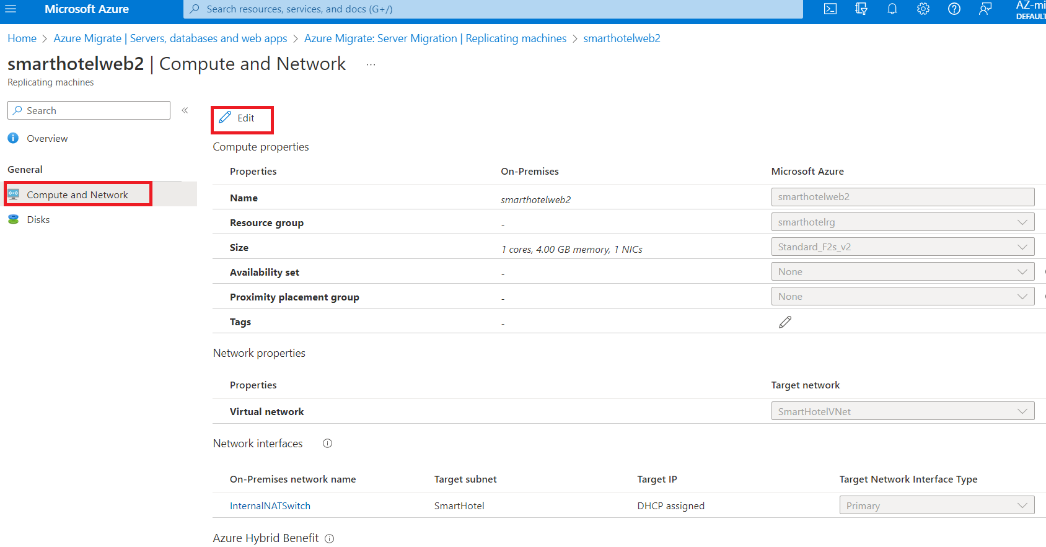 Microsoft Azure
Search resources, services, and docs (G+/)
AZ-mi
DEFAULT
Home > Azure Migrate | Servers, databases and web apps > Azure Migrate: Server Migration | Replicating machines > smarthotelweb2
smarthotelweb2 | Compute and Network ...
Replicating machines
Search
«
Edit
Overview
General
Compute and Network
Disks
Compute properties
Properties On-Premises Microsoft Azure
Name smarthotelweb2 smarthotelweb2
Resource group - smarthotelrg
Size 1 cores, 4.00 GB memory, 1 NICs Standard_F2s_v2
Availability set - None
Proximity placement group - None
Tags -
Network properties
Properties Target network
Virtual network SmartHotelVNet
Network interfaces
On-Premises network name Target subnet Target IP Target Network Interface Type
InternalNATSwitch SmartHotel DHCP assigned Primary
Azure Hybrid Benefit